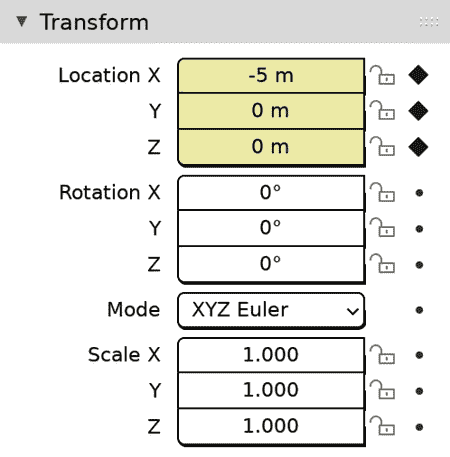 Transform
Location X -5 m
Y 0 m
Z 0 m
Rotation X 0°
Y 0°
Z 0°
Mode XYZ Euler
Scale X 1.000
Y 1.000
Z 1.000